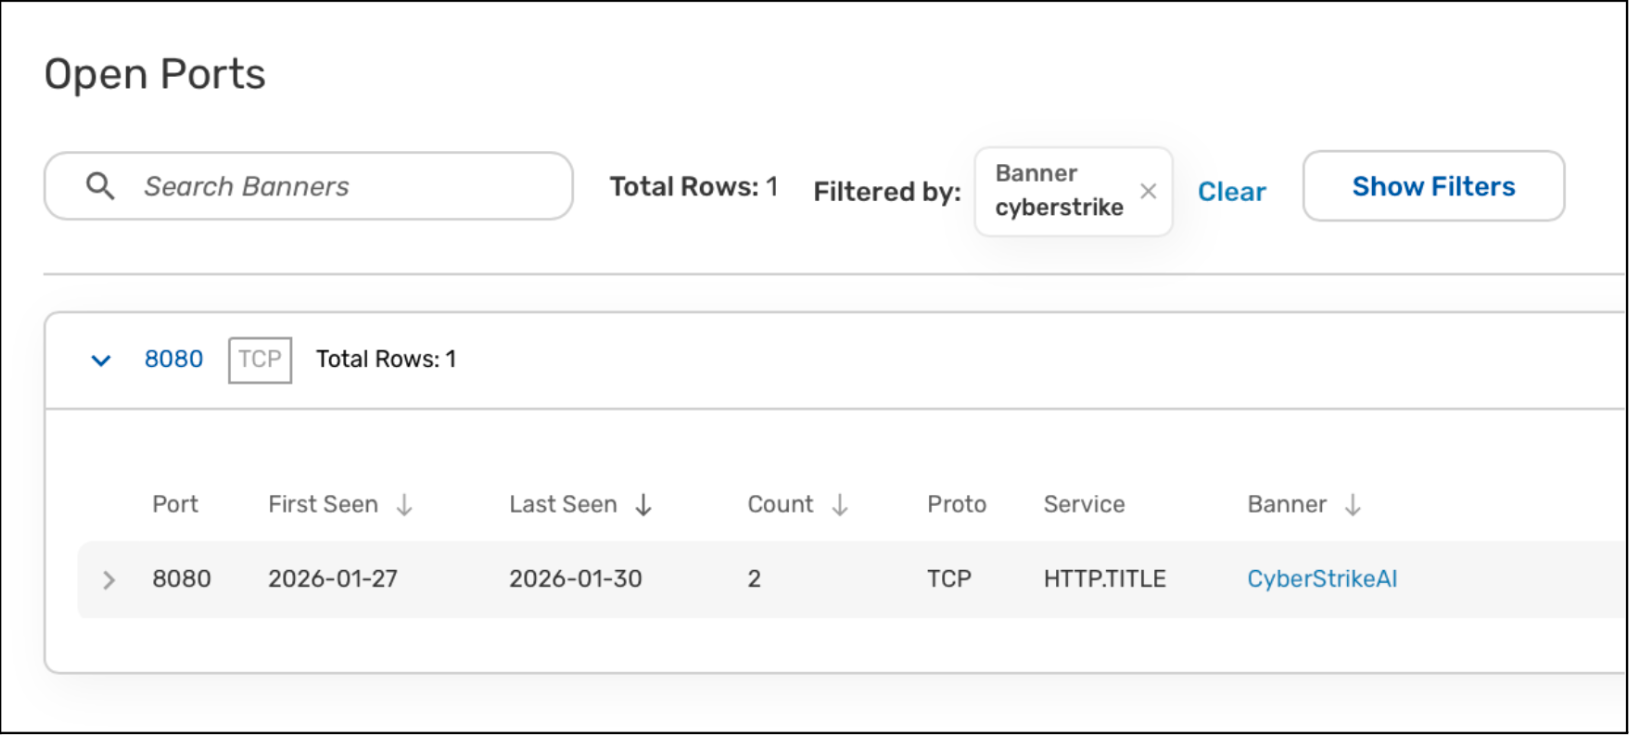 Open Ports
Search Banners
Total Rows: 1
Filtered by:
Banner
cyberstrike
Clear
Show Filters
8080 TCP Total Rows: 1
Port First Seen Last Seen Count Proto Service Banner
8080 2026-01-27 2026-01-30 2 TCP HTTP.TITLE CyberStrikeAI